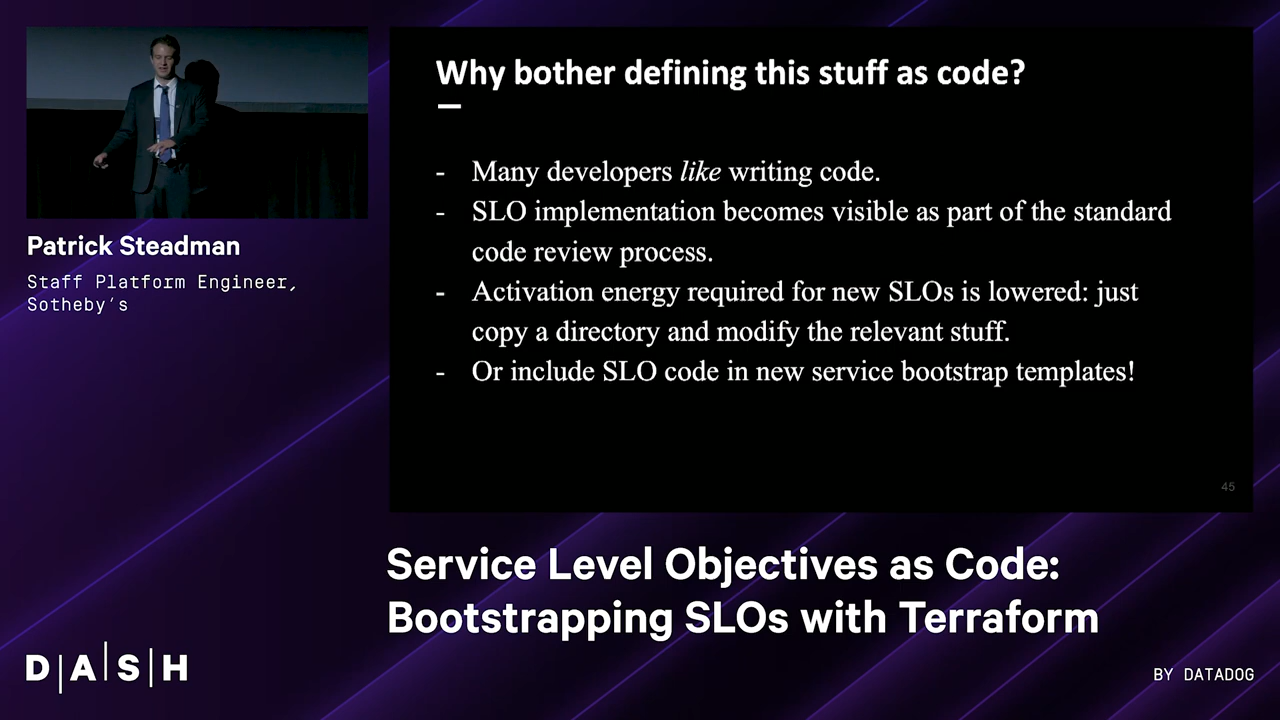 Patrick Steadman
Staff Platform Engineer,
Sotheby's
Why bother defining this stuff as code?
- Many developers like writing code.
- SLO implementation becomes visible as part of the standard
code review process.
- Activation energy required for new SLOs is lowered: just
copy a directory and modify the relevant stuff.
- Or include SLO code in new service bootstrap templates!
45
Service Level Objectives as Code:
Bootstrapping SLOs with Terraform
D|A|S|H
BY DATADOG